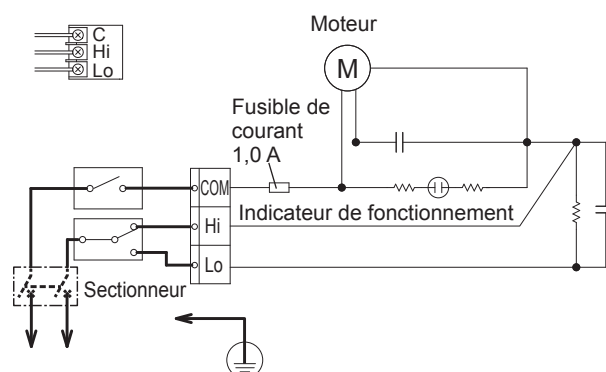 C
Hi
Lo
Moteur
M
Fusible de
courant
1,0 A
COM
Indicateur de fonctionnement
Hi
Lo
Sectionneur